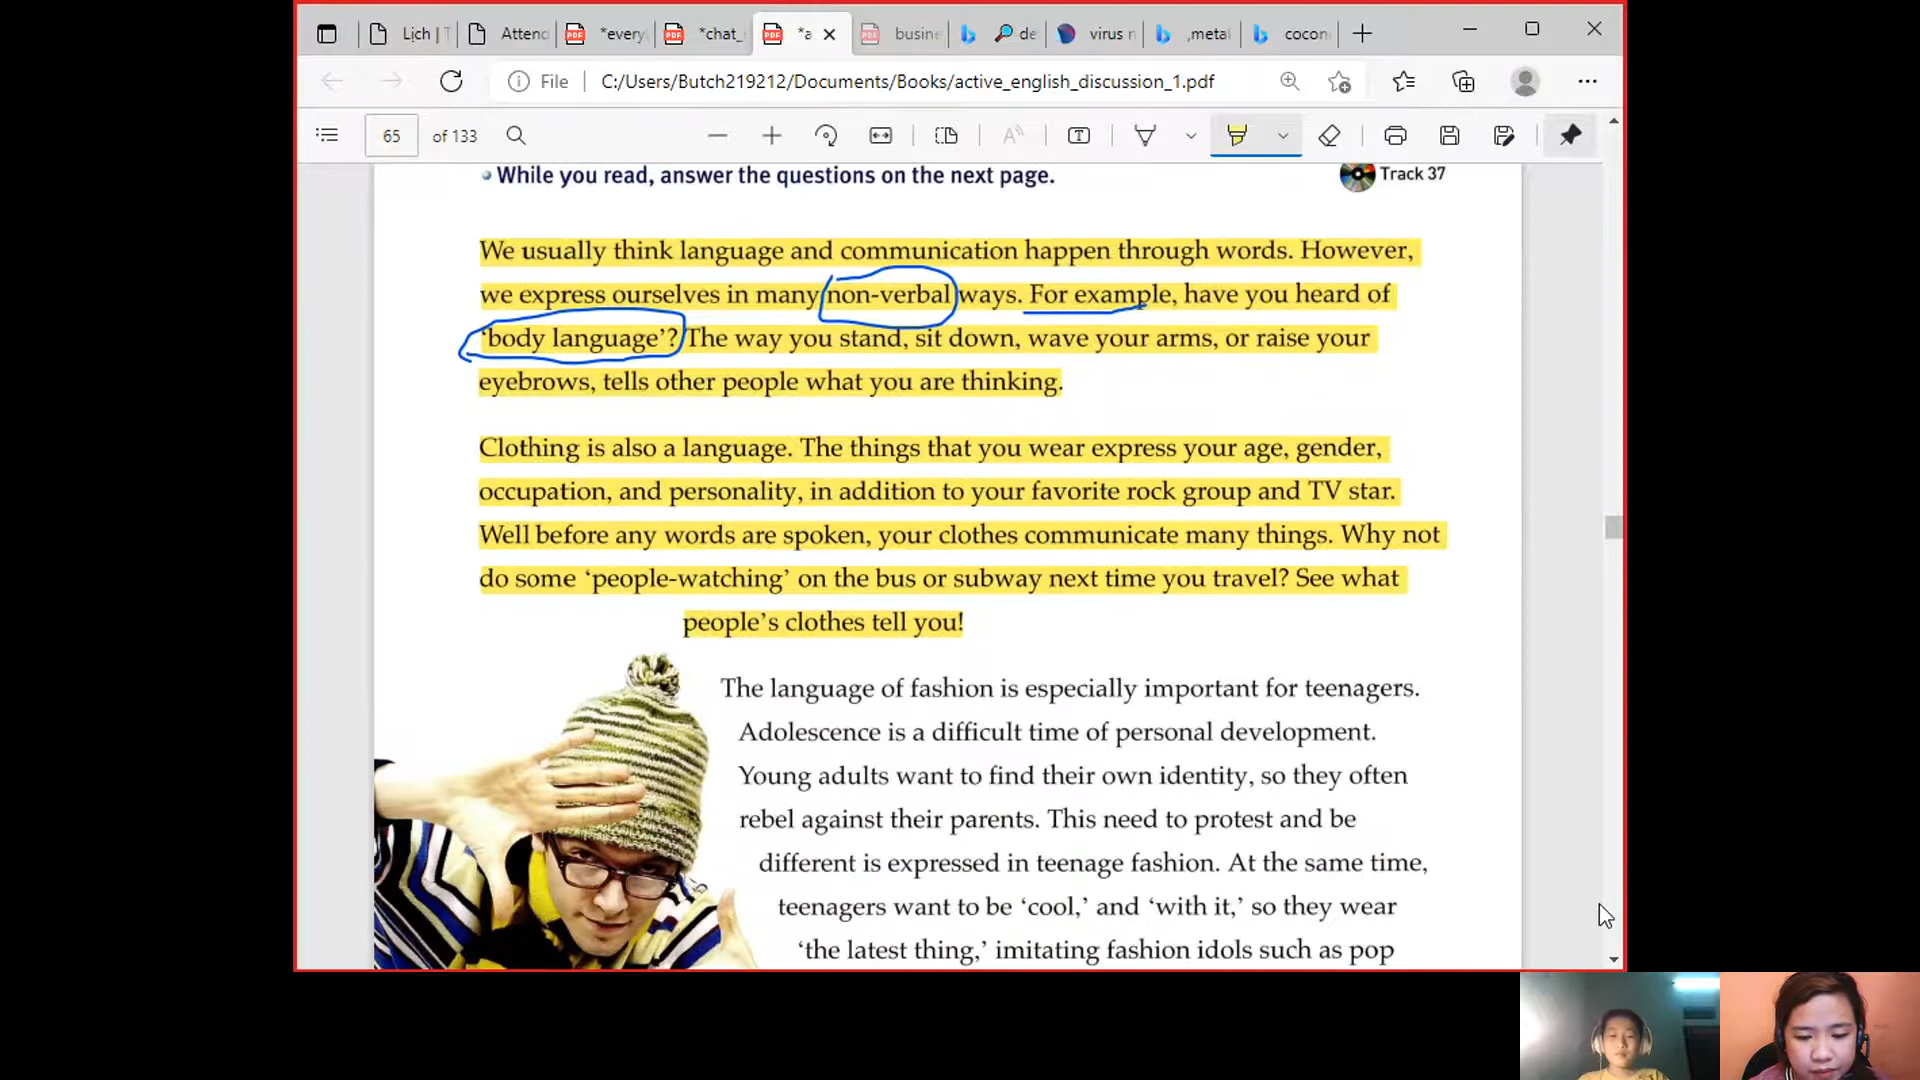 Lịch | T
Attend
*every
*chat_
*a
busine
de
virus n
,metal
cocon
File
C:/Users/Butch219212/Documents/Books/active_english_discussion_1.pdf
65 of 133
While you read, answer the questions on the next page.
Track 37
We usually think language and communication happen through words. However,
we express ourselves in many non-verbal ways. For example, have you heard of
‘body language’? The way you stand, sit down, wave your arms, or raise your
eyebrows, tells other people what you are thinking.
Clothing is also a language. The things that you wear express your age, gender,
occupation, and personality, in addition to your favorite rock group and TV star.
Well before any words are spoken, your clothes communicate many things. Why not
do some ‘people-watching’ on the bus or subway next time you travel? See what
people’s clothes tell you!
The language of fashion is especially important for teenagers.
Adolescence is a difficult time of personal development.
Young adults want to find their own identity, so they often
rebel against their parents. This need to protest and be
different is expressed in teenage fashion. At the same time,
teenagers want to be ‘cool,’ and ‘with it,’ so they wear
‘the latest thing,’ imitating fashion idols such as pop